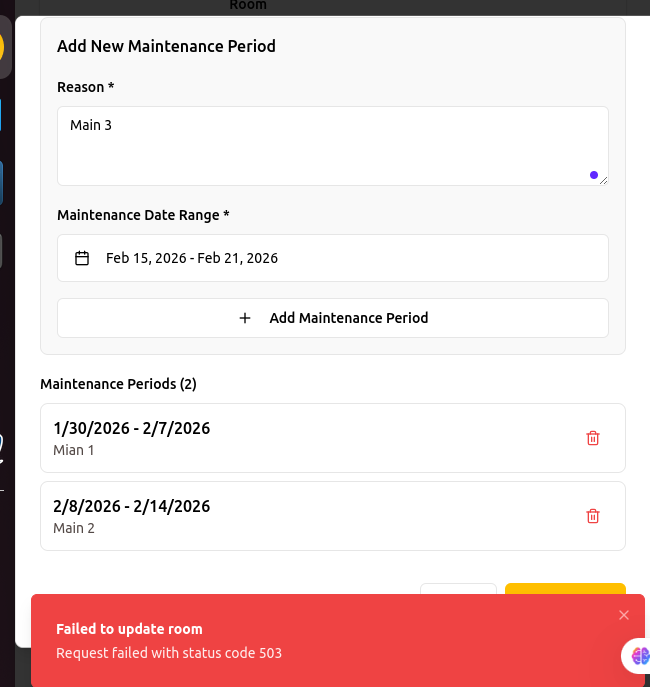 Room
Add New Maintenance Period
Reason *
Main 3
Maintenance Date Range *
Feb 15, 2026 - Feb 21, 2026
Add Maintenance Period
Maintenance Periods (2)
1/30/2026 - 2/7/2026
Mian 1
2/8/2026 - 2/14/2026
Main 2
Failed to update room
Request failed with status code 503